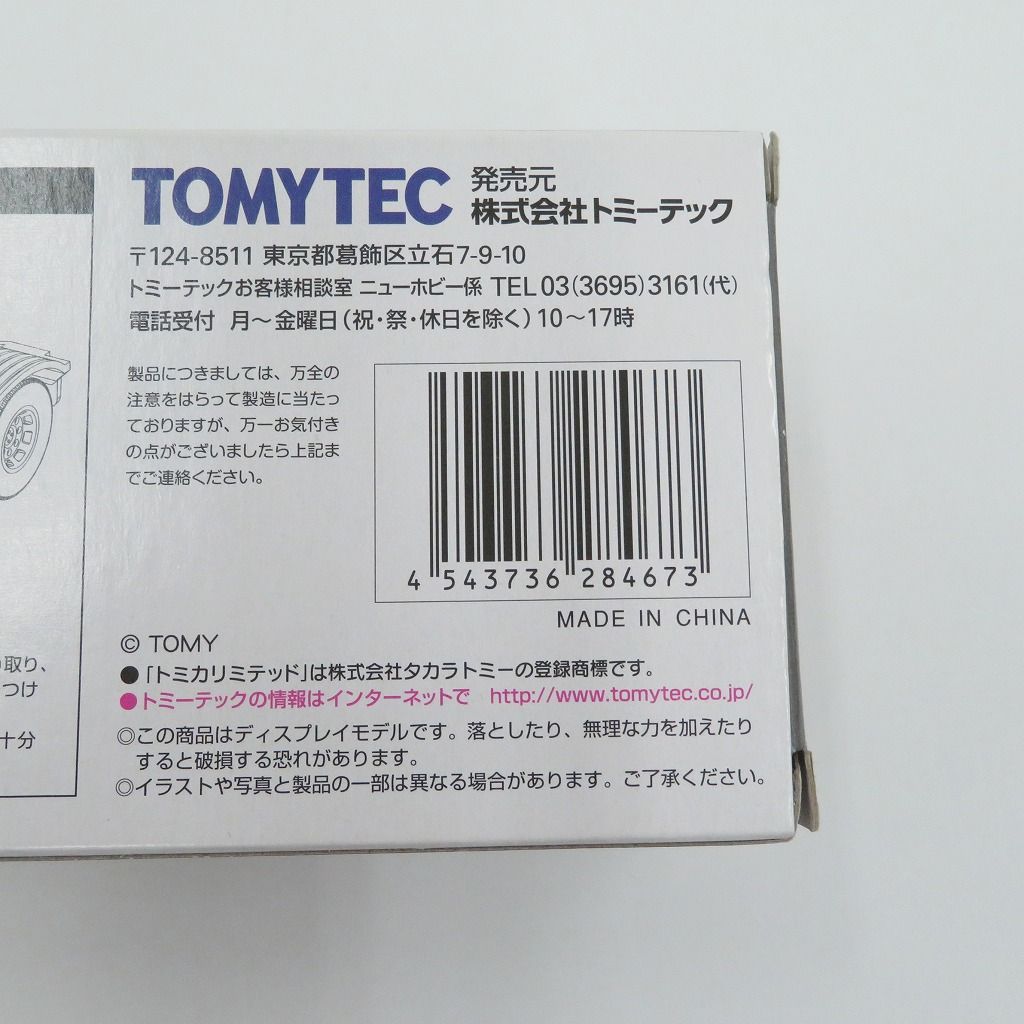 TOMYTEC 発売元
株式会社トミーテック
〒124-8511 東京都葛飾区立石7-9-10
トミーテックお客様相談室 ニューホビー係 TEL 03(3695)3161(代)
電話受付 月〜金曜日(祝・祭・休日を除く)10〜17時
製品につきましては、万全の
注意をはらって製造に当たっ
ておりますが、万一お気付き
の点がございましたら上記ま
でご連絡ください。
4 543736 284673
MADE IN CHINA
© TOMY
●「トミカリミテッド」は株式会社タカラトミーの登録商標です。
●トミーテックの情報はインターネットで http://www.tomytec.co.jp/
◎この商品はディスプレイモデルです。落としたり、無理な力を加えたり
すると破損する恐れがあります。
◎イラストや写真と製品の一部は異なる場合があります。ご了承ください。
取り、
つけ
十分